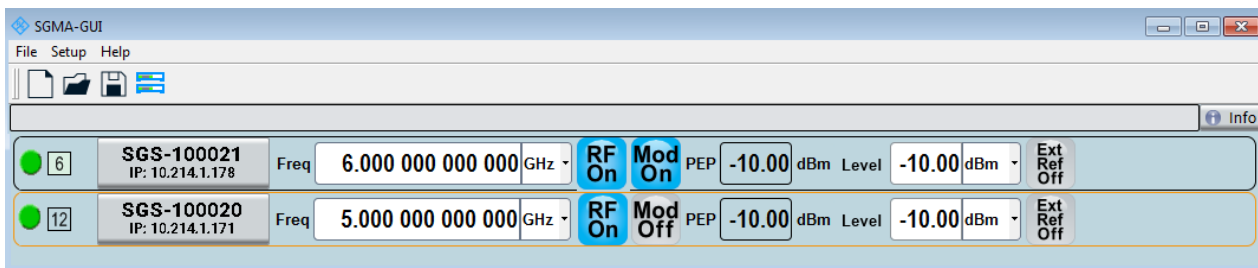 SGMA-GUI
File Setup Help
Info
6 SGS-100021 IP: 10.214.1.178 Freq 6.000 000 000 000 GHz RF On Mod On PEP -10.00 dBm Level -10.00 dBm Ext Ref Off
12 SGS-100020 IP: 10.214.1.171 Freq 5.000 000 000 000 GHz RF On Mod Off PEP -10.00 dBm Level -10.00 dBm Ext Ref Off